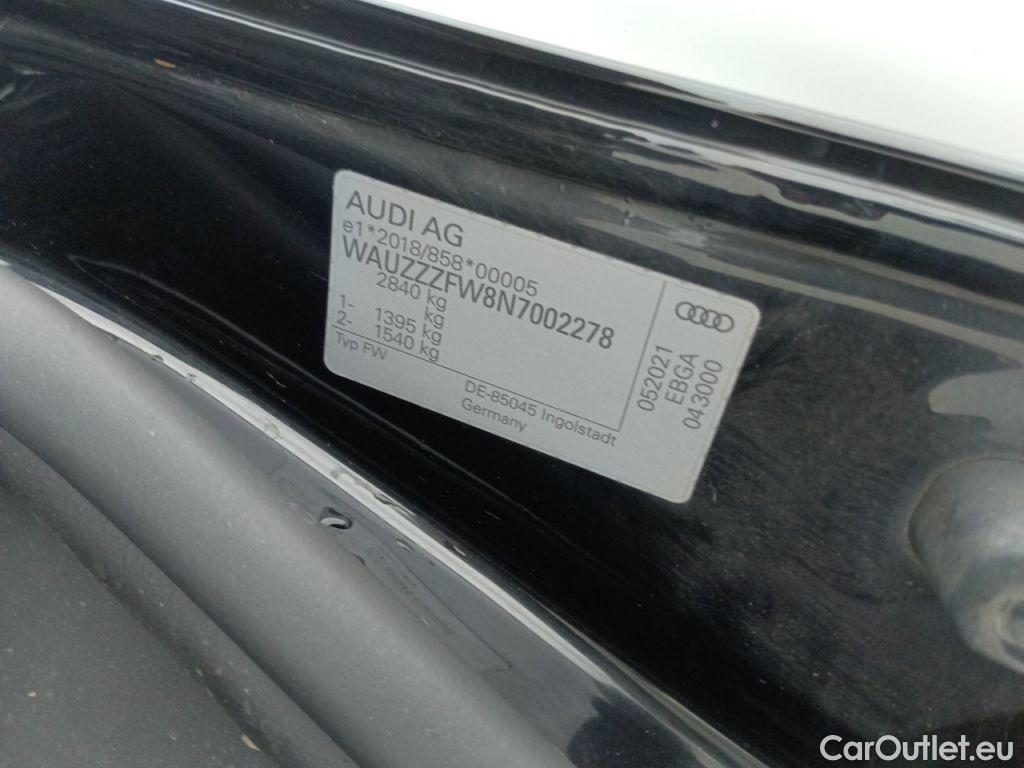 AUDI AG
e1*2018/858*00005
WAUZZZFW8N7002278
2840 kg
kg
1- 1395 kg
2- 1540 kg
Typ FW
DE-85045 Ingolstadt
Germany
052021
EBGA
043000
CarOutlet.eu